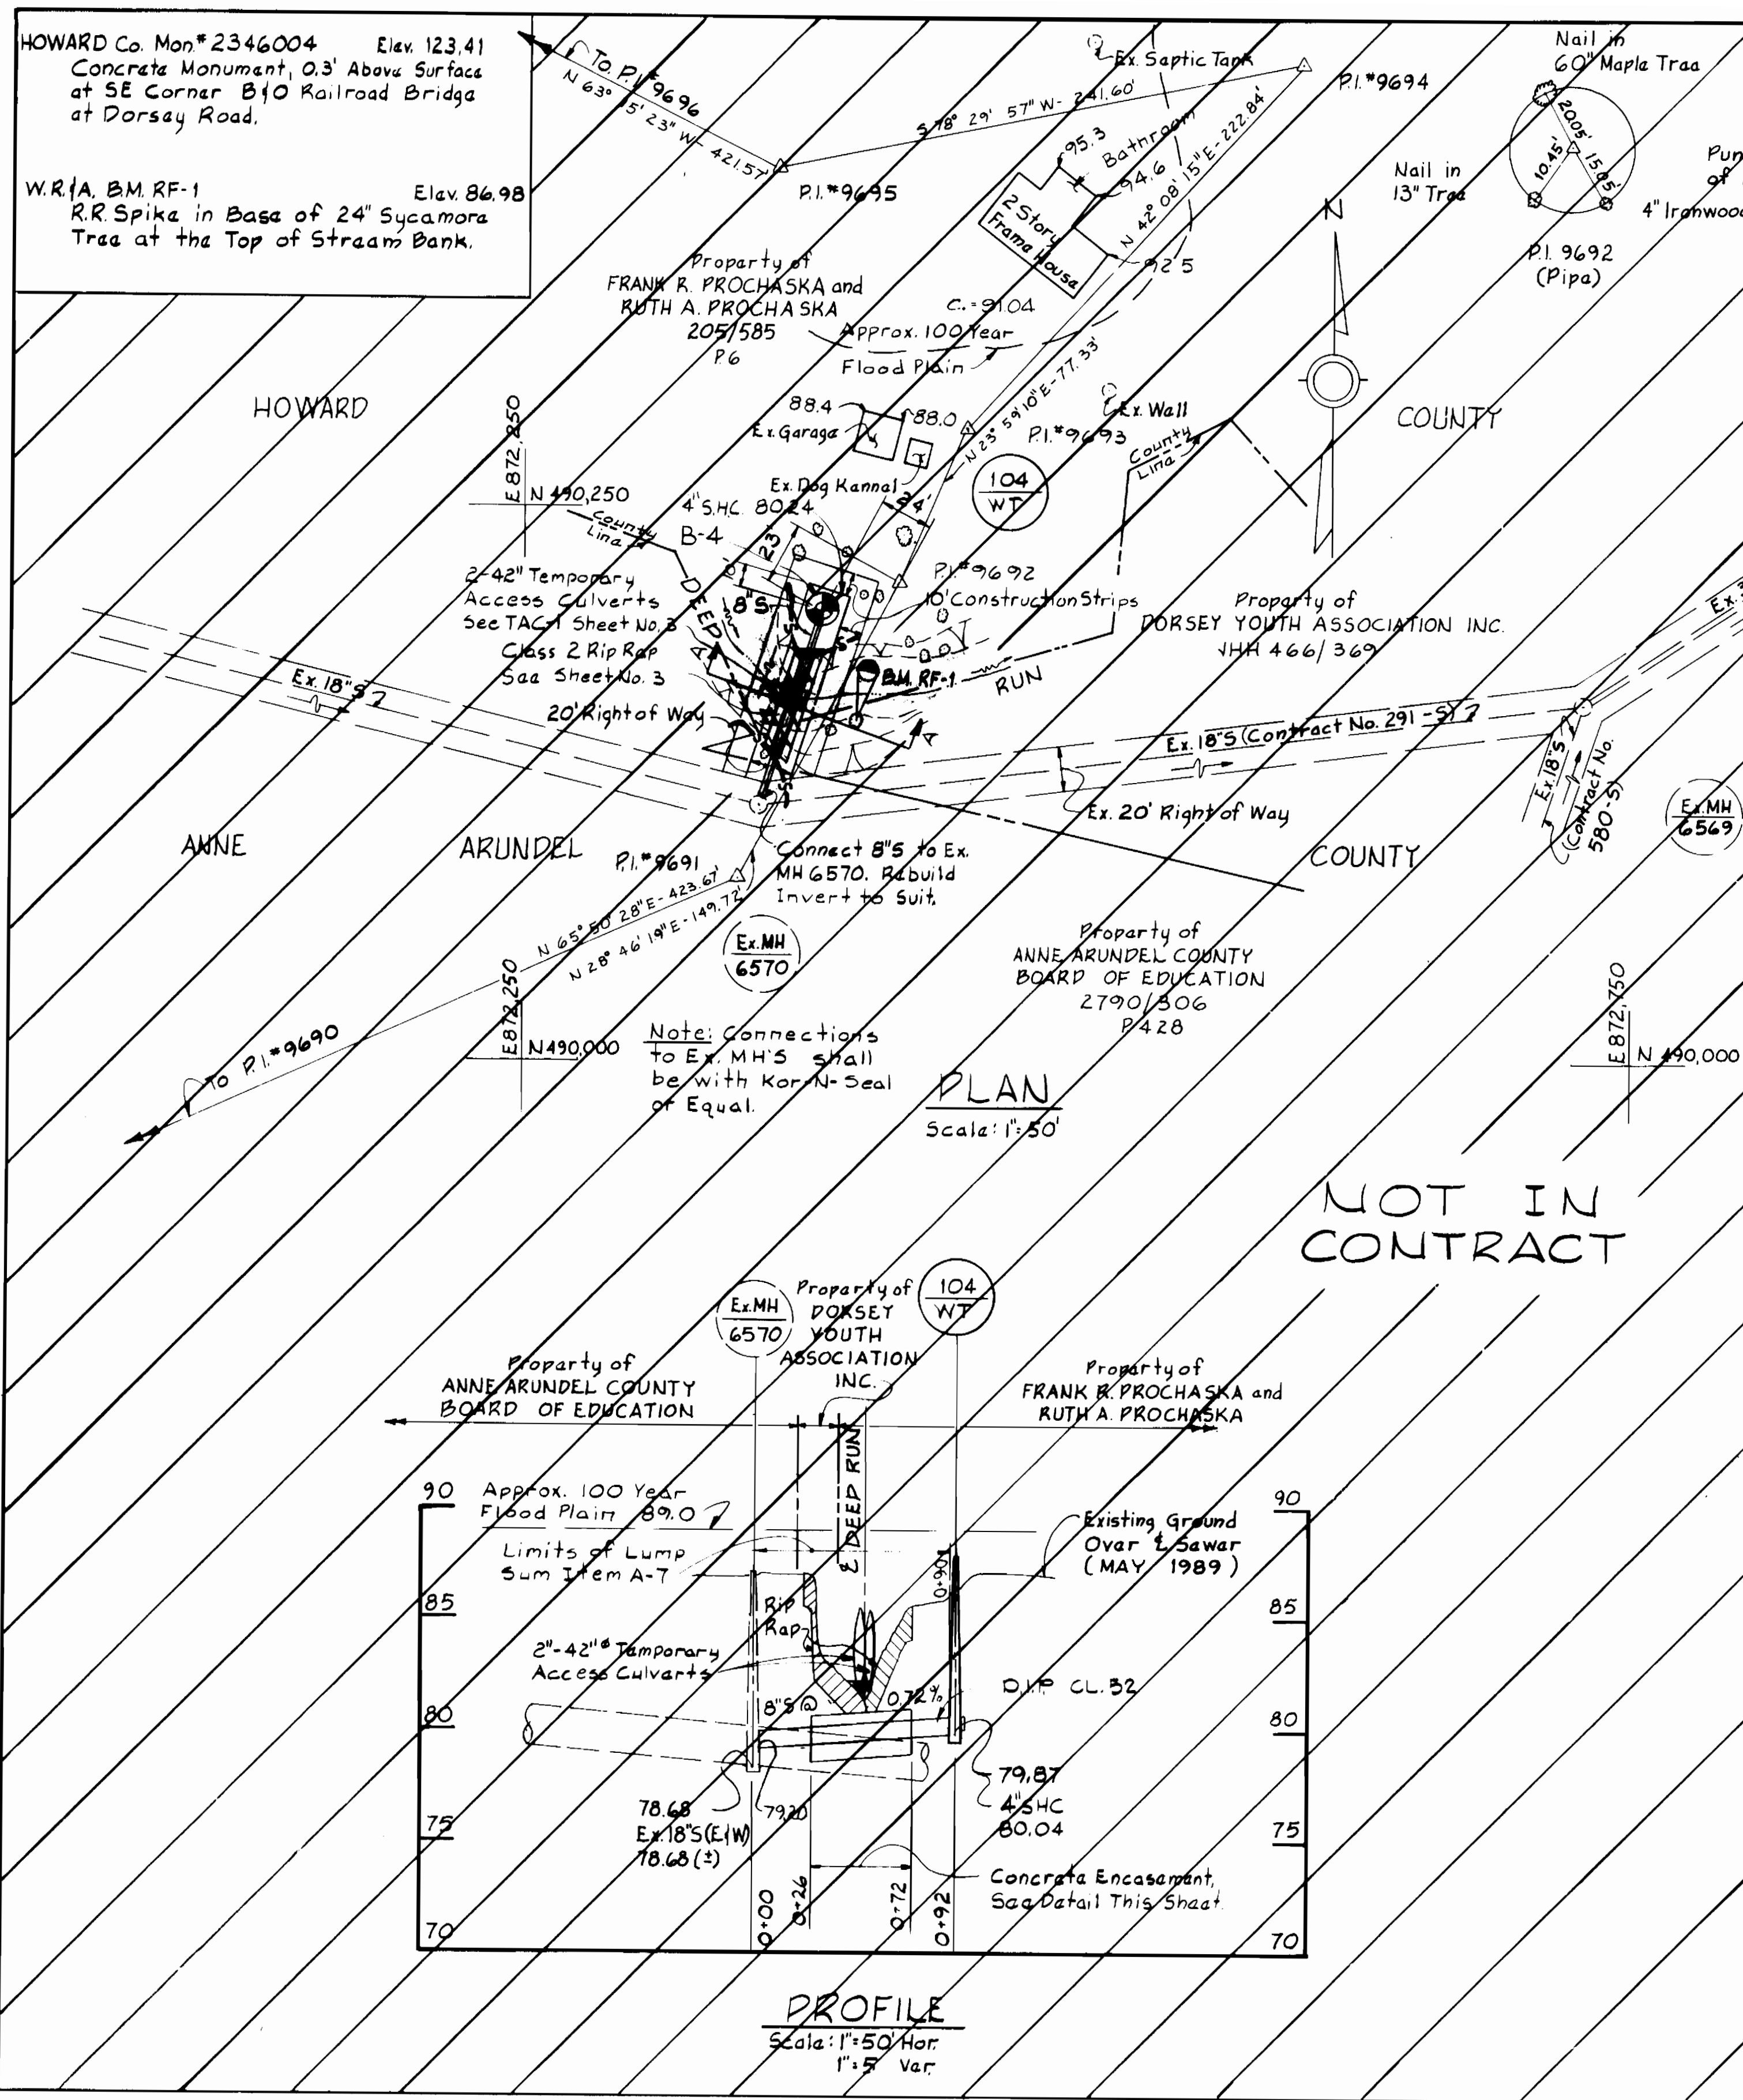 HOWARD Co. Mon.# 2346004 Elev. 123.41
Concrete Monument, 0.3' Above Surface
at SE Corner B&O Railroad Bridge
at Dorsey Road.
W.R.&A. B.M. RF-1 Elev. 86.98
R.R. Spike in Base of 24" Sycamore
Tree at the Top of Stream Bank.
To P.I.#9696
N 63° 5' 23" W - 421.57'
Ex. Septic Tank
S 78° 29' 57" W - 241.60'
P.I.#9694
P.I.#9695
95.3
Bathroom
94.6
N 42° 08' 15" E - 222.84'
2 Story
Frame House
92.5
Nail in
60" Maple Tree
20.05'
10.45'
15.05'
Nail in
13" Tree
Pun
of
4" Ironwood
P.I. 9692
(Pipe)
N
Property of
FRANK R. PROCHASKA and
RUTH A. PROCHASKA
205/585
P.6
C.=91.04
Approx. 100 Year
Flood Plain
N 23° 59' 10" E - 77.33'
HOWARD
COUNTY
88.4
88.0
Ex. Garage
Ex. Wall
P.I.#9693
County
Line
104
WT
E 872,250
N 490,250
Ex. Dog Kennel
4" S.H.C. 80.24
24'
B-4
23'
County
Line
DEEP
8"S
2-42" Temporary
Access Culverts
See TAC-1 Sheet No. 3
Class 2 Rip Rap
See Sheet No. 3
20' Right of Way
P.I.#9692
10' Construction Strips
Property of
DORSEY YOUTH ASSOCIATION INC.
JHH 466/369
B.M. RF-1
RUN
A
A
Ex. 18"S
Ex. 18"S (Contract No. 291-S)
Ex.
Ex. 18"S
(Contract No.
580-S)
Ex. MH
6569
Ex. 20' Right of Way
ANNE
ARUNDEL
COUNTY
P.I.#9691
Connect 8"S to Ex.
MH 6570. Rebuild
Invert to Suit.
N 65° 50' 28" E - 423.67'
N 28° 46' 19" E - 149.72'
Ex. MH
6570
Property of
ANNE ARUNDEL COUNTY
BOARD OF EDUCATION
2790/306
P.428
To P.I.#9690
E 872,250
N 490,000
Note: Connections
to Ex. MH'S shall
be with Kor-N-Seal
or Equal.
E 872,750
N 490,000
PLAN
Scale: 1"=50'
NOT IN
CONTRACT
Ex. MH
6570
Property of
DORSEY
YOUTH
ASSOCIATION
INC.
104
WT
Property of
ANNE ARUNDEL COUNTY
BOARD OF EDUCATION
Property of
FRANK R. PROCHASKA and
RUTH A. PROCHASKA
℄ DEEP RUN
90
Approx. 100 Year
Flood Plain 89.0
90
Limits of Lump
Sum Item A-7
Existing Ground
Over ℄ Sewer
(MAY 1989)
0+90
85
Rip
Rap
85
2"-42"ø Temporary
Access Culverts
8"S @ 0.72%
D.I.P. CL. 52
80
80
79.87
4" SHC
80.04
78.68
Ex. 18"S (E&W)
78.68 (±)
79.20
75
75
Concrete Encasement,
See Detail This Sheet.
0+00
0+26
0+72
0+92
70
70
PROFILE
Scale: 1"=50' Hor.
1"=5' Ver.